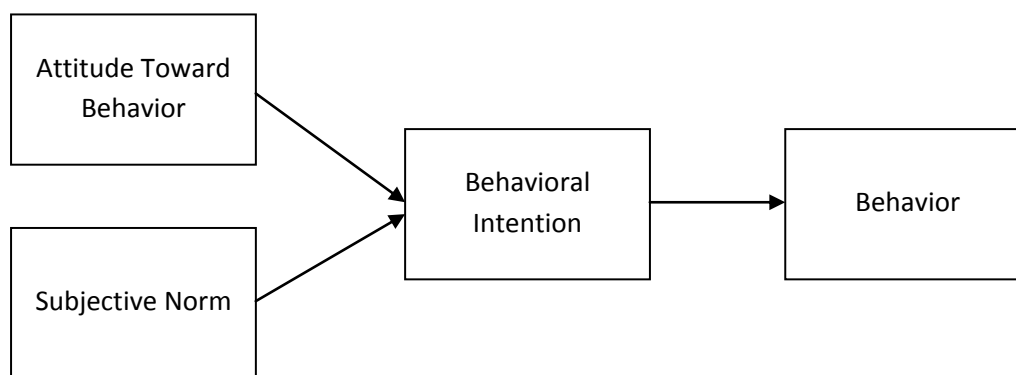 Attitude Toward
Behavior
Behavioral
Intention
Behavior
Subjective Norm